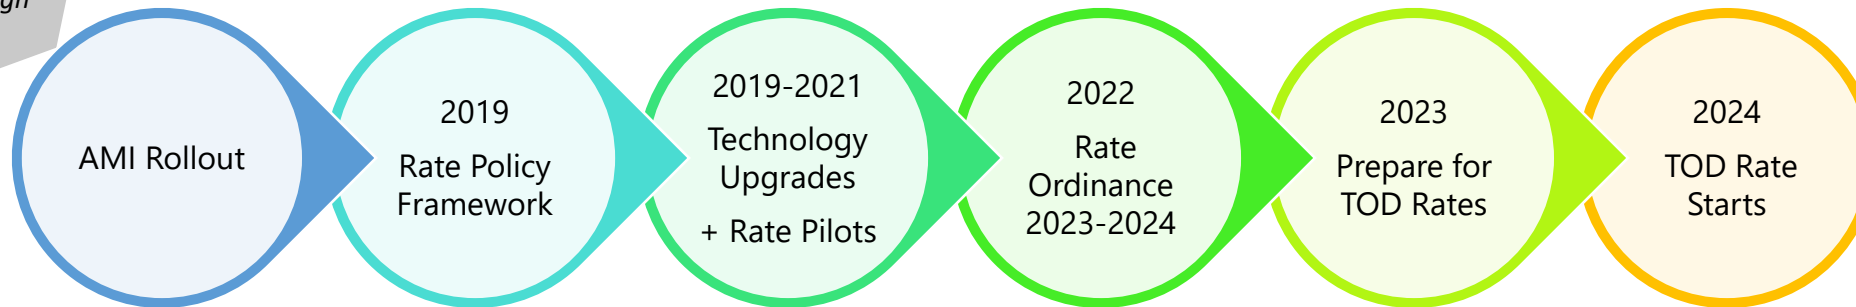 AMI Rollout
2019
Rate Policy
Framework
2019-2021
Technology
Upgrades
+ Rate Pilots
2022
Rate
Ordinance
2023-2024
2023
Prepare for
TOD Rates
2024
TOD Rate
Starts